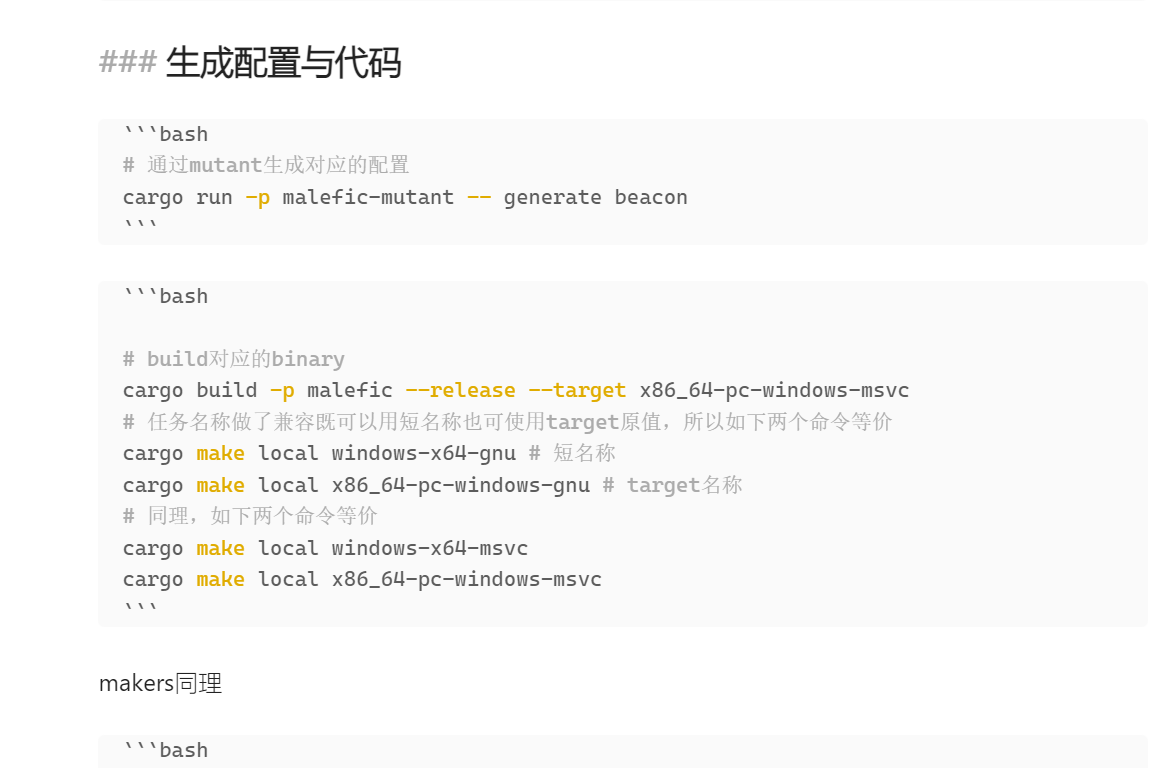 ### 生成配置与代码
```bash
# 通过mutant生成对应的配置
cargo run -p malefic-mutant -- generate beacon
```
```bash
# build对应的binary
cargo build -p malefic --release --target x86_64-pc-windows-msvc
# 任务名称做了兼容既可以用短名称也可使用target原值，所以如下两个命令等价
cargo make local windows-x64-gnu # 短名称
cargo make local x86_64-pc-windows-gnu # target名称
# 同理，如下两个命令等价
cargo make local windows-x64-msvc
cargo make local x86_64-pc-windows-msvc
```
makers同理
```bash